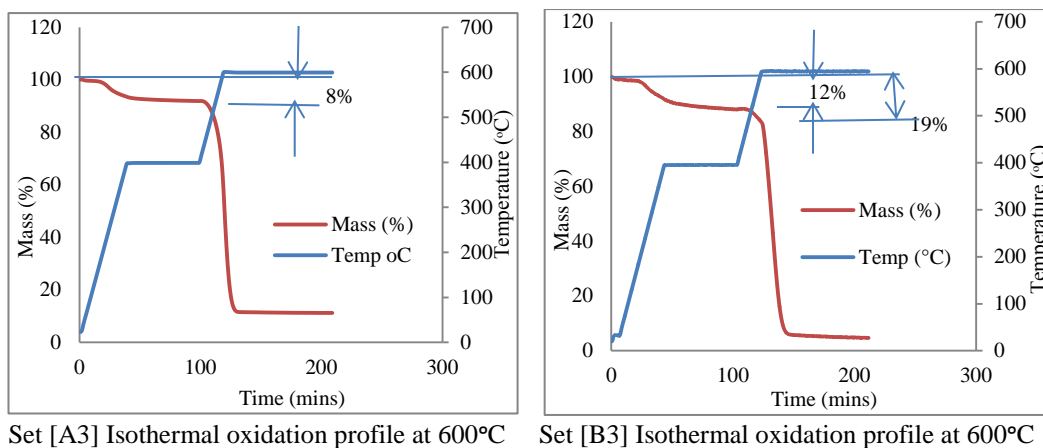 120
100
80
60
40
20
0
Mass (%)
700
600
500
400
300
200
100
0
Temperature (ᵒC)
8%
Mass (%)
Temp oC
0 100 200 300
Time (mins)
Set [A3] Isothermal oxidation profile at 600°C
120
100
80
60
40
20
0
Mass (%)
700
600
500
400
300
200
100
0
Temperature (ᵒC)
12%
19%
Mass (%)
Temp (°C)
0 100 200 300
Time (mins)
Set [B3] Isothermal oxidation profile at 600°C